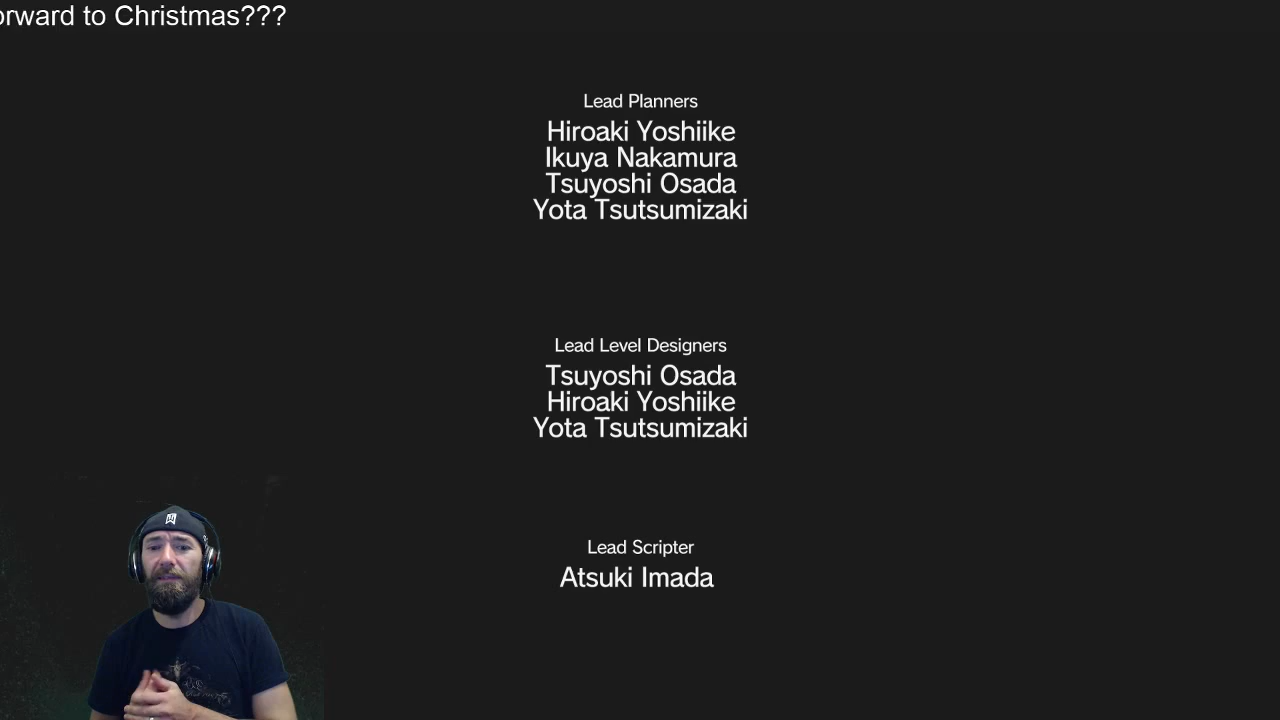 orward to Christmas???
Lead Planners
Hiroaki Yoshiike
Ikuya Nakamura
Tsuyoshi Osada
Yota Tsutsumizaki
Lead Level Designers
Tsuyoshi Osada
Hiroaki Yoshiike
Yota Tsutsumizaki
Lead Scripter
Atsuki Imada